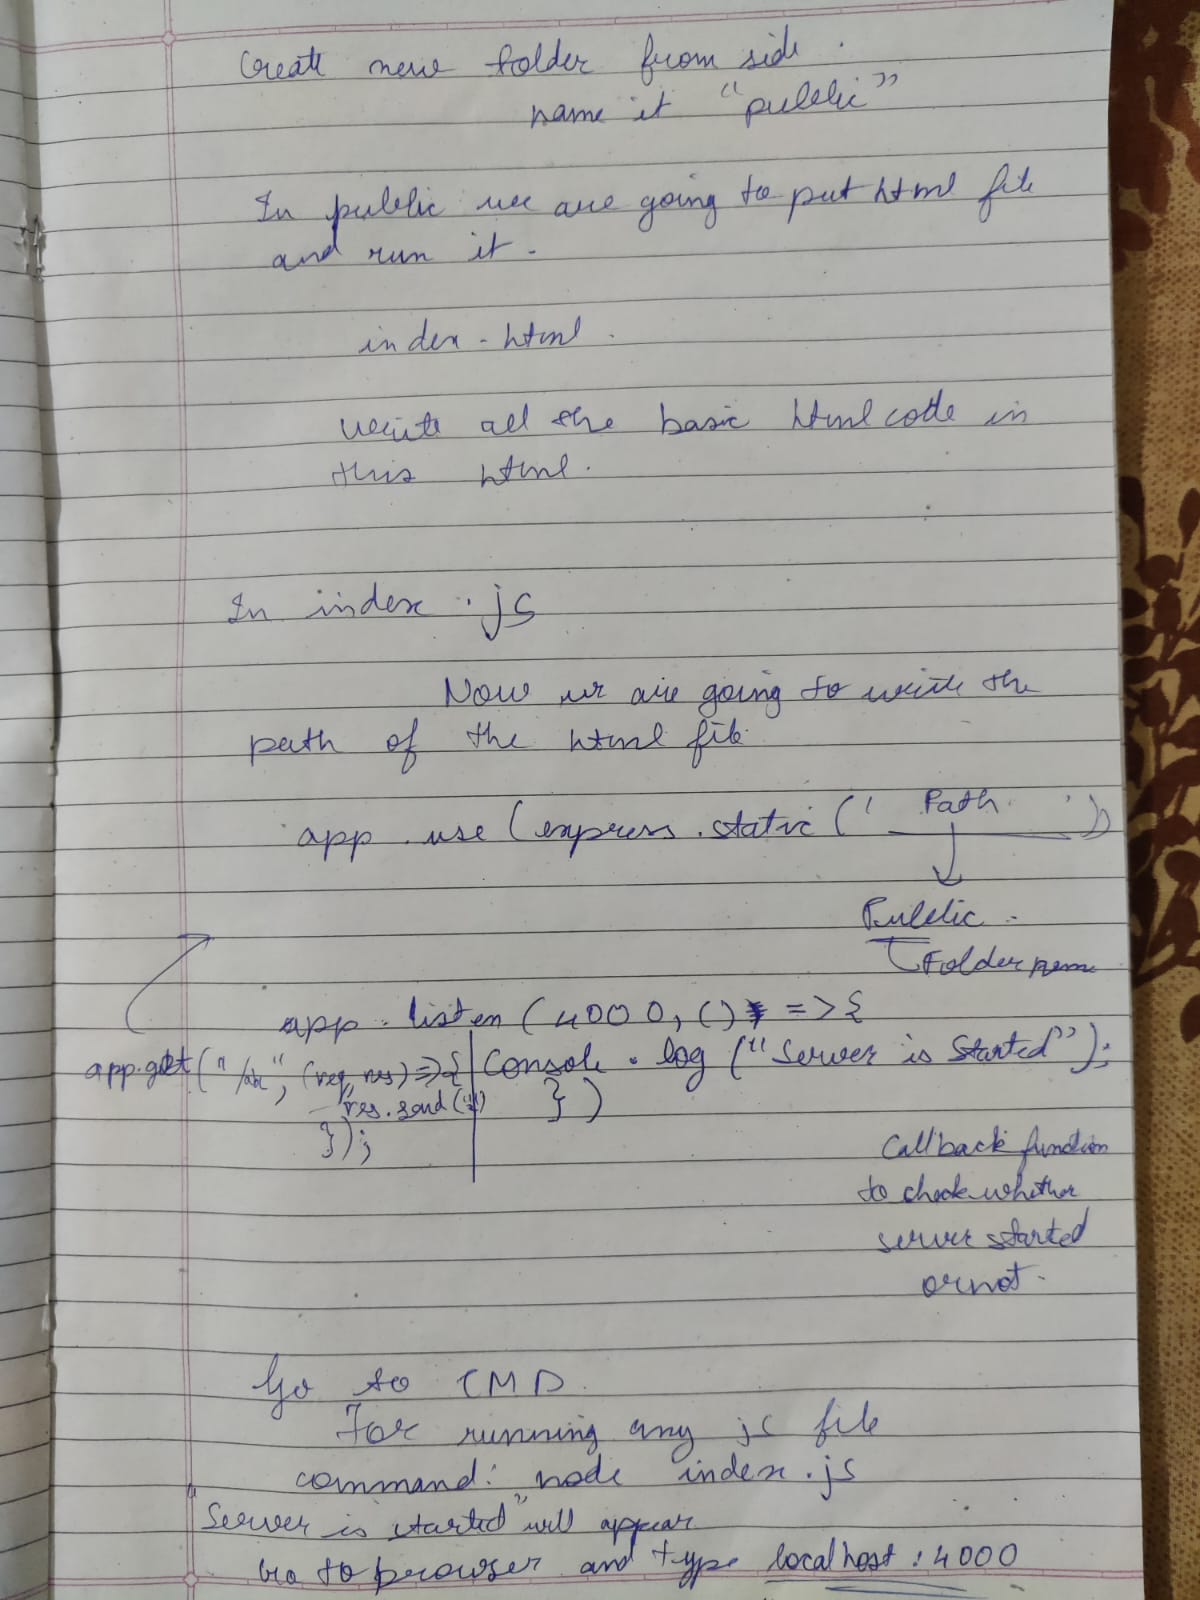 Create new folder from side.
name it "public"
In public we are going to put html file
and run it.
index.html.
write all the basic html code in
this html.
In index.js
Now we are going to write the
path of the html file
app.use(express.static(' Path. '))
Public.
Folder name
app.listen(4000, () => {
Console.log("Server is Started");
})
app.get("/abc", (req, res) => {
res.send("")
});
Callback function
to check whether
server started
or not.
Go to CMD
For running any js file
command: node index.js
"Server is started" will appear
Go to browser and type localhost:4000